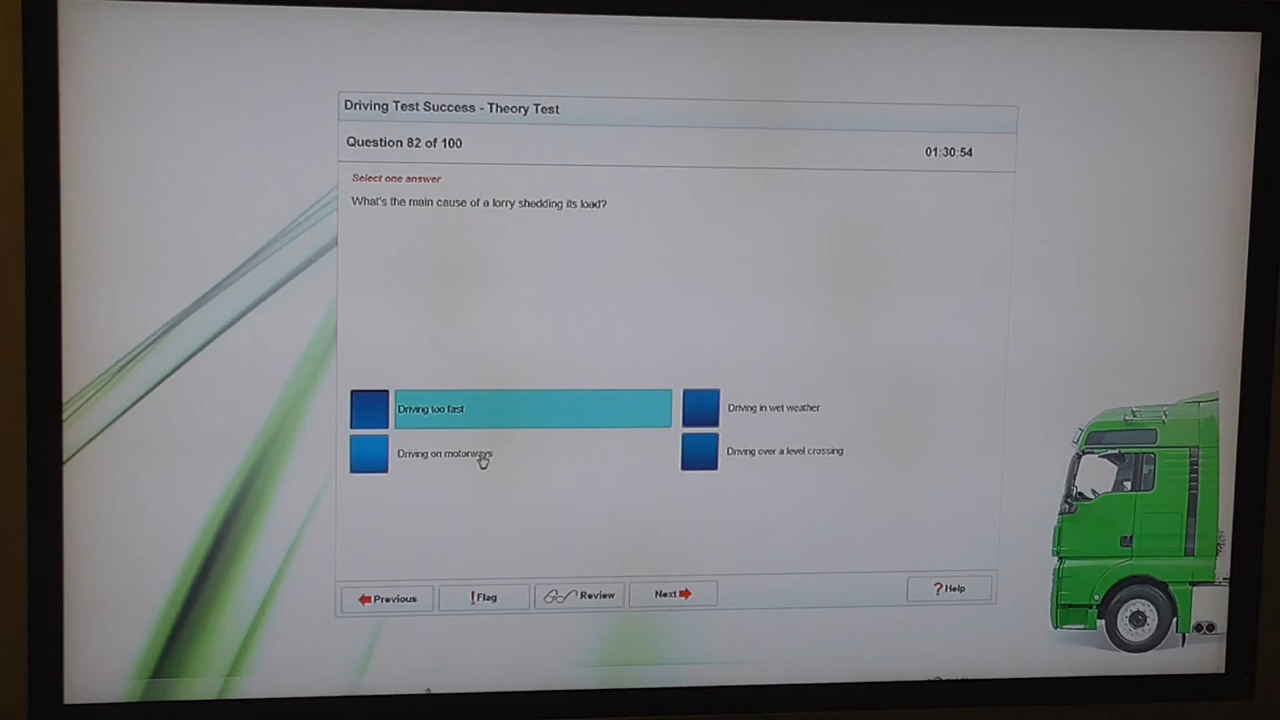 Driving Test Success - Theory Test
Question 82 of 100
01:30:54
Select one answer
What's the main cause of a lorry shedding its load?
Driving too fast
Driving in wet weather
Driving on motorways
Driving over a level crossing
Previous
!Flag
Review
Next
?Help